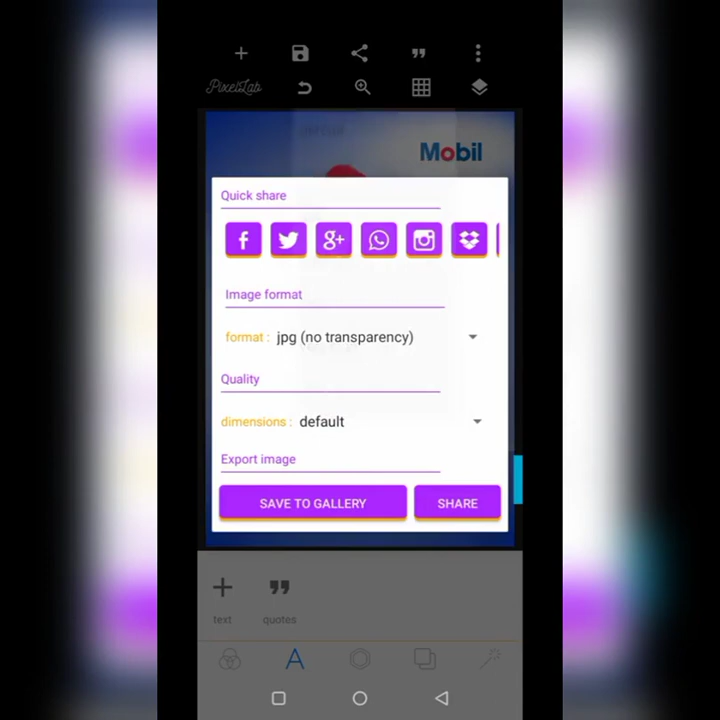 PixelLab
Mobil
Quick share
Image format
format : jpg (no transparency)
Quality
dimensions : default
Export image
SAVE TO GALLERY SHARE
text quotes